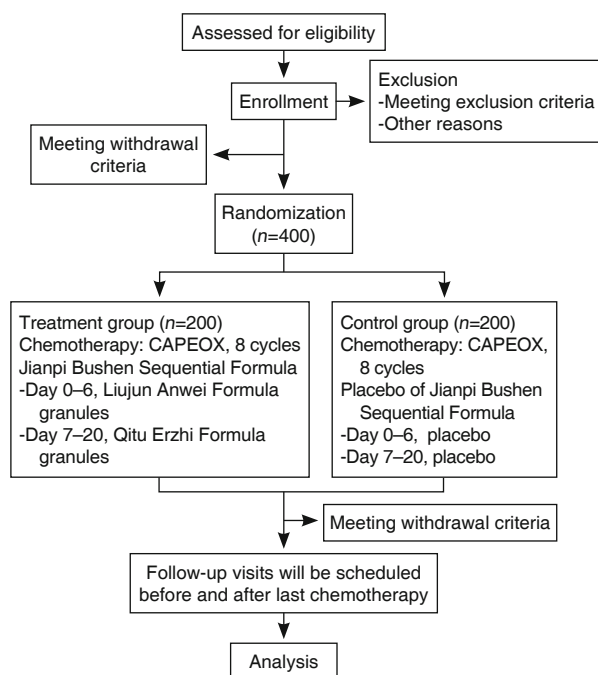 Assessed for eligibility
Enrollment
Exclusion
-Meeting exclusion criteria
-Other reasons
Meeting withdrawal
criteria
Randomization
(n=400)
Treatment group (n=200)
Chemotherapy: CAPEOX, 8 cycles
Jianpi Bushen Sequential Formula
-Day 0–6, Liujun Anwei Formula
granules
-Day 7–20, Qitu Erzhi Formula
granules
Control group (n=200)
Chemotherapy: CAPEOX,
8 cycles
Placebo of Jianpi Bushen
Sequential Formula
-Day 0–6, placebo
-Day 7–20, placebo
Meeting withdrawal criteria
Follow-up visits will be scheduled
before and after last chemotherapy
Analysis